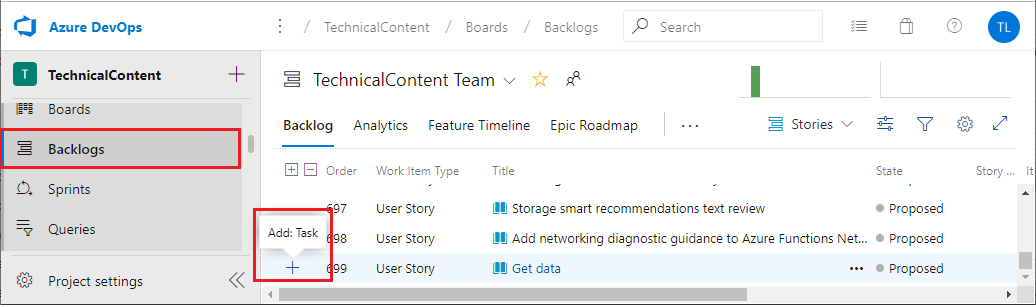 Azure DevOps
/ TechnicalContent / Boards / Backlogs
Search
TL
T TechnicalContent
Boards
Backlogs
Sprints
Queries
Project settings
TechnicalContent Team
Backlog Analytics Feature Timeline Epic Roadmap
Stories
Order Work Item Type Title State Story ... It
697 User Story Storage smart recommendations text review Proposed
Add: Task
698 User Story Add networking diagnostic guidance to Azure Functions Net... Proposed
699 User Story Get data ... Proposed